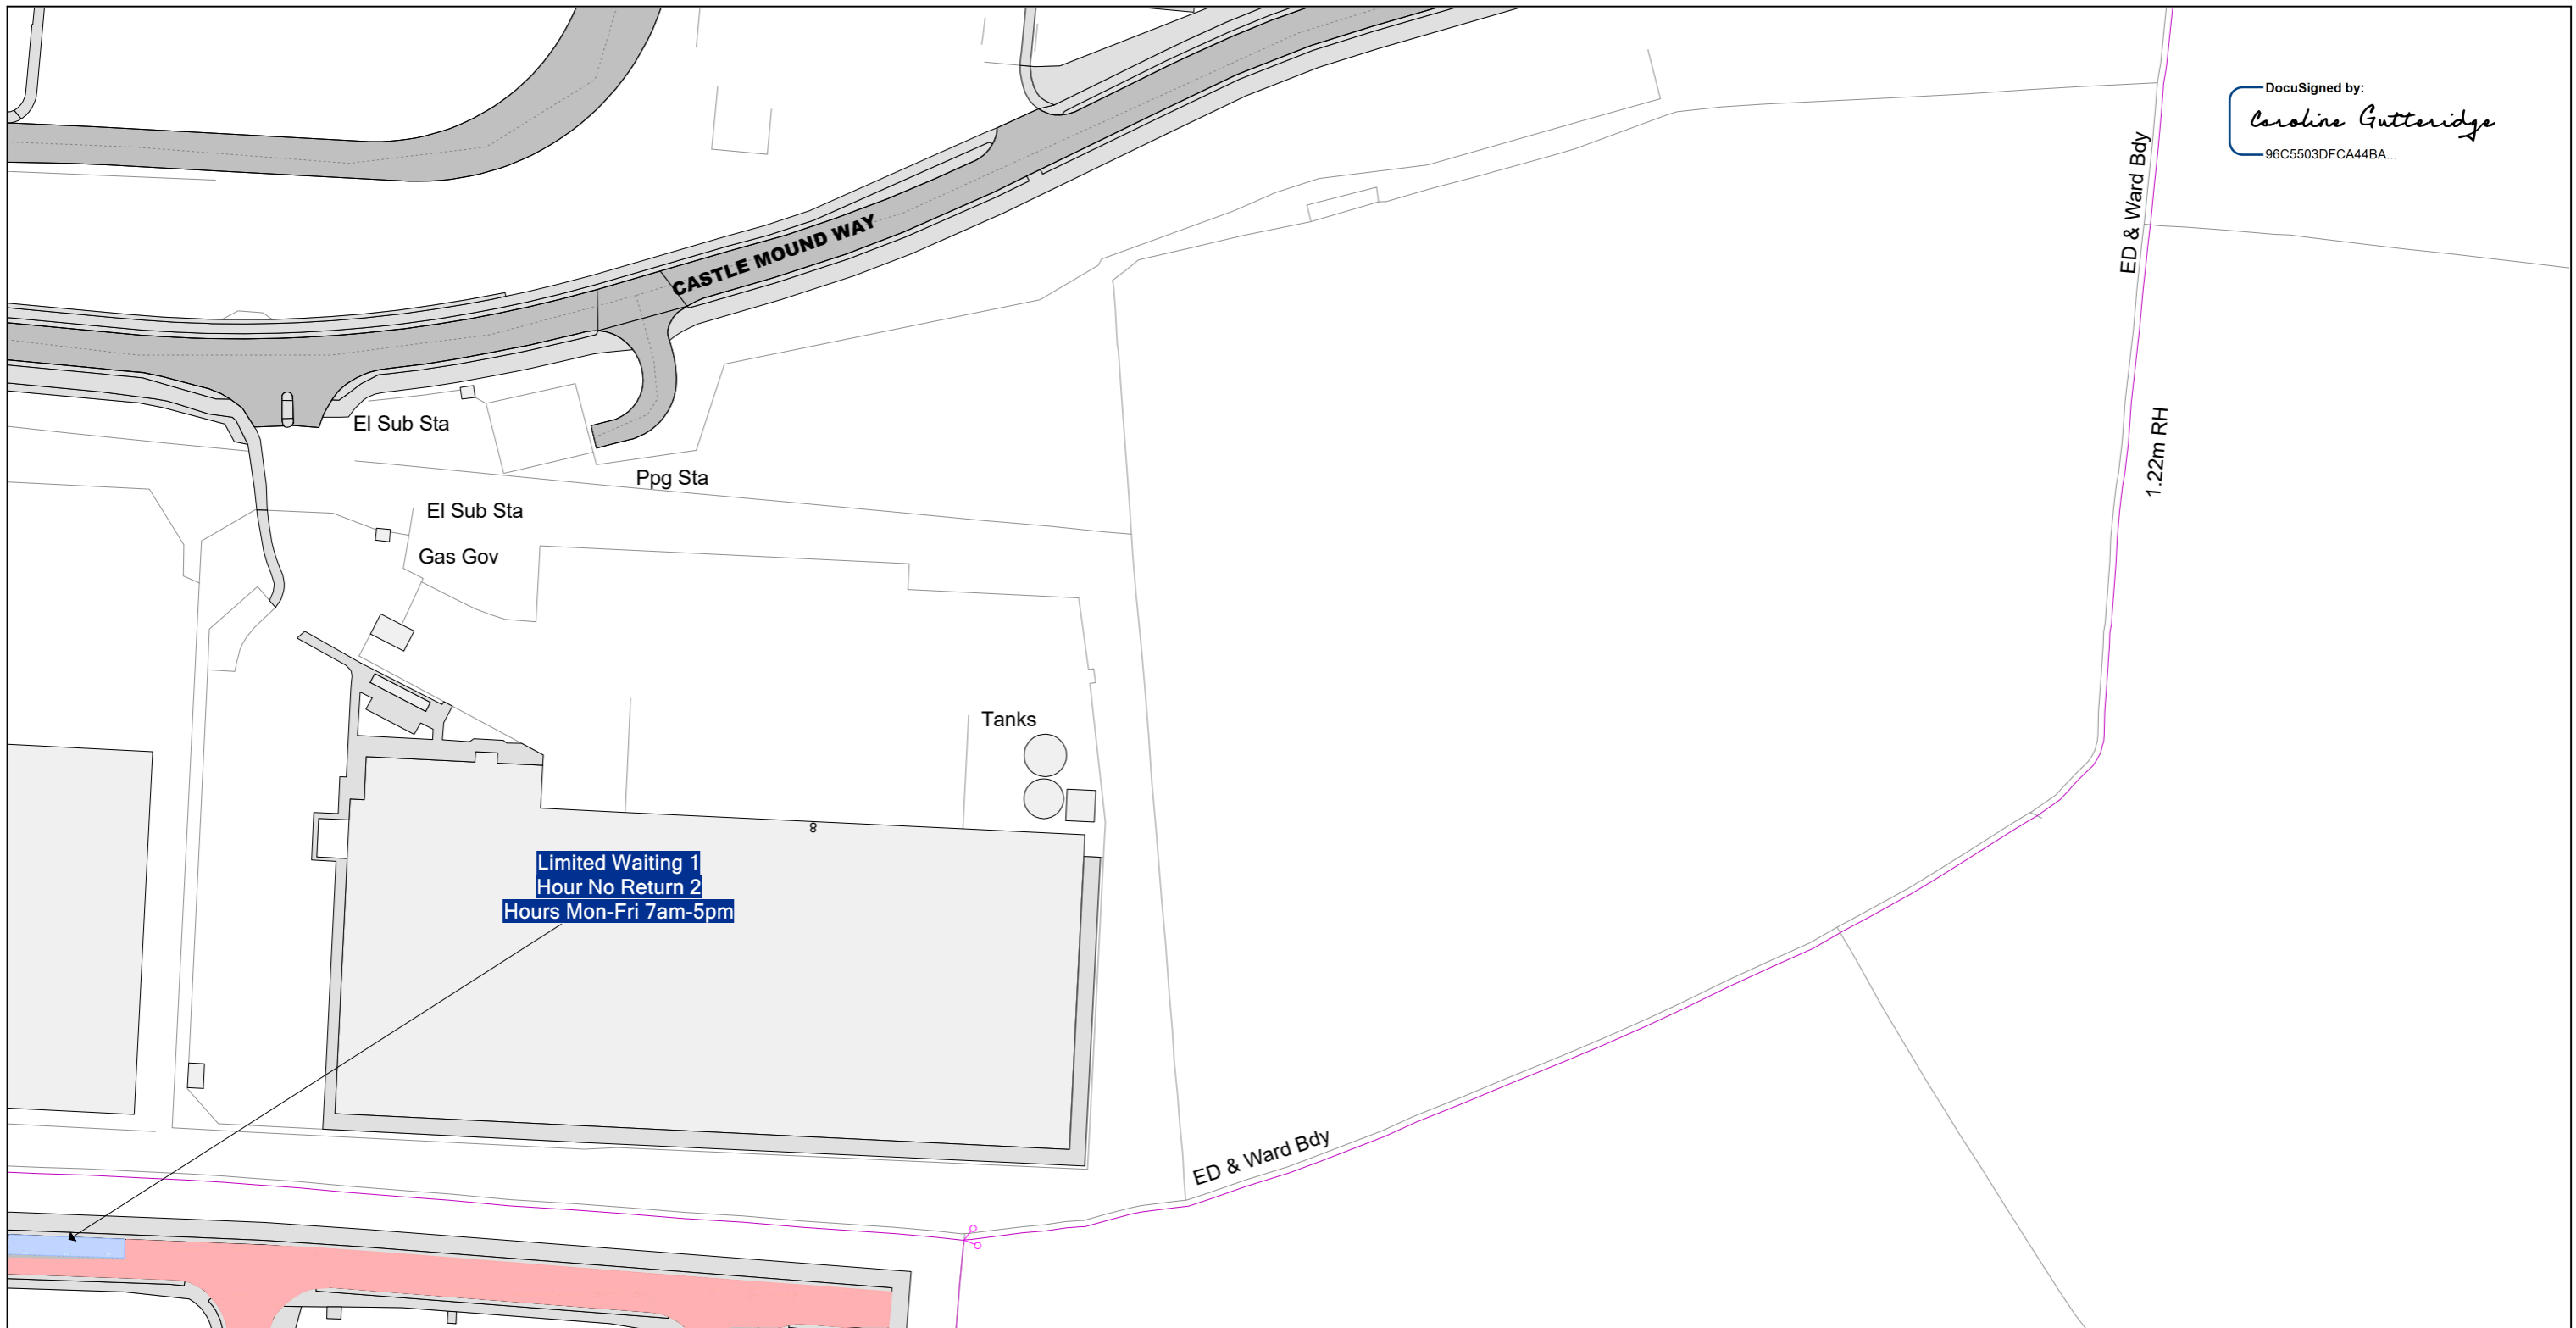 DocuSigned by:
Caroline Gutteridge
96C5503DFCA44BA...
ED & Ward Bdy
CASTLE MOUND WAY
El Sub Sta
1.22m RH
Ppg Sta
El Sub Sta
Gas Gov
Tanks
8
Limited Waiting 1
Hour No Return 2
Hours Mon-Fri 7am-5pm
ED & Ward Bdy